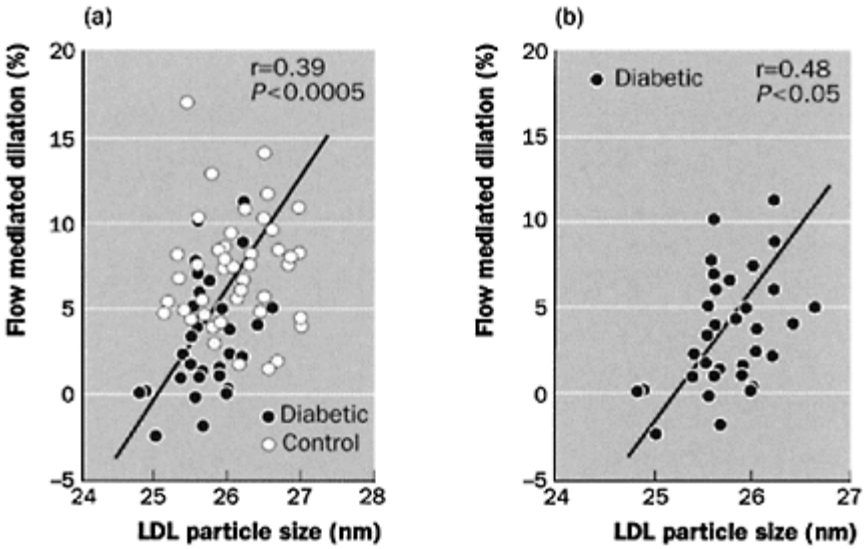 (a)
Flow mediated dilation (%)
20
15
10
5
0
–5
r=0.39
P<0.0005
Diabetic
Control
24
25
26
27
28
LDL particle size (nm)
(b)
Flow mediated dilation (%)
20
15
10
5
0
–5
Diabetic
r=0.48
P<0.05
24
25
26
27
LDL particle size (nm)